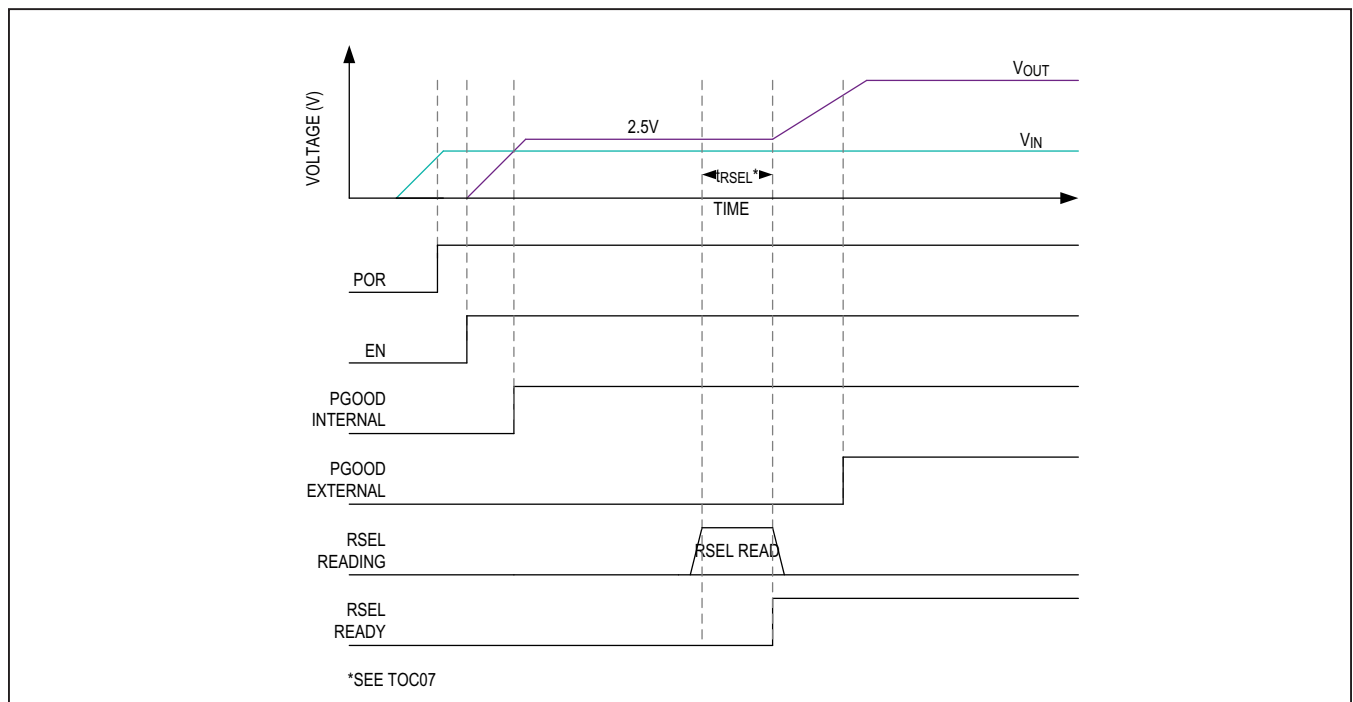 VOLTAGE (V)
VOUT
2.5V
VIN
tRSEL*
TIME
POR
EN
PGOOD
INTERNAL
PGOOD
EXTERNAL
RSEL
READING
RSEL READ
RSEL
READY
*SEE TOC07